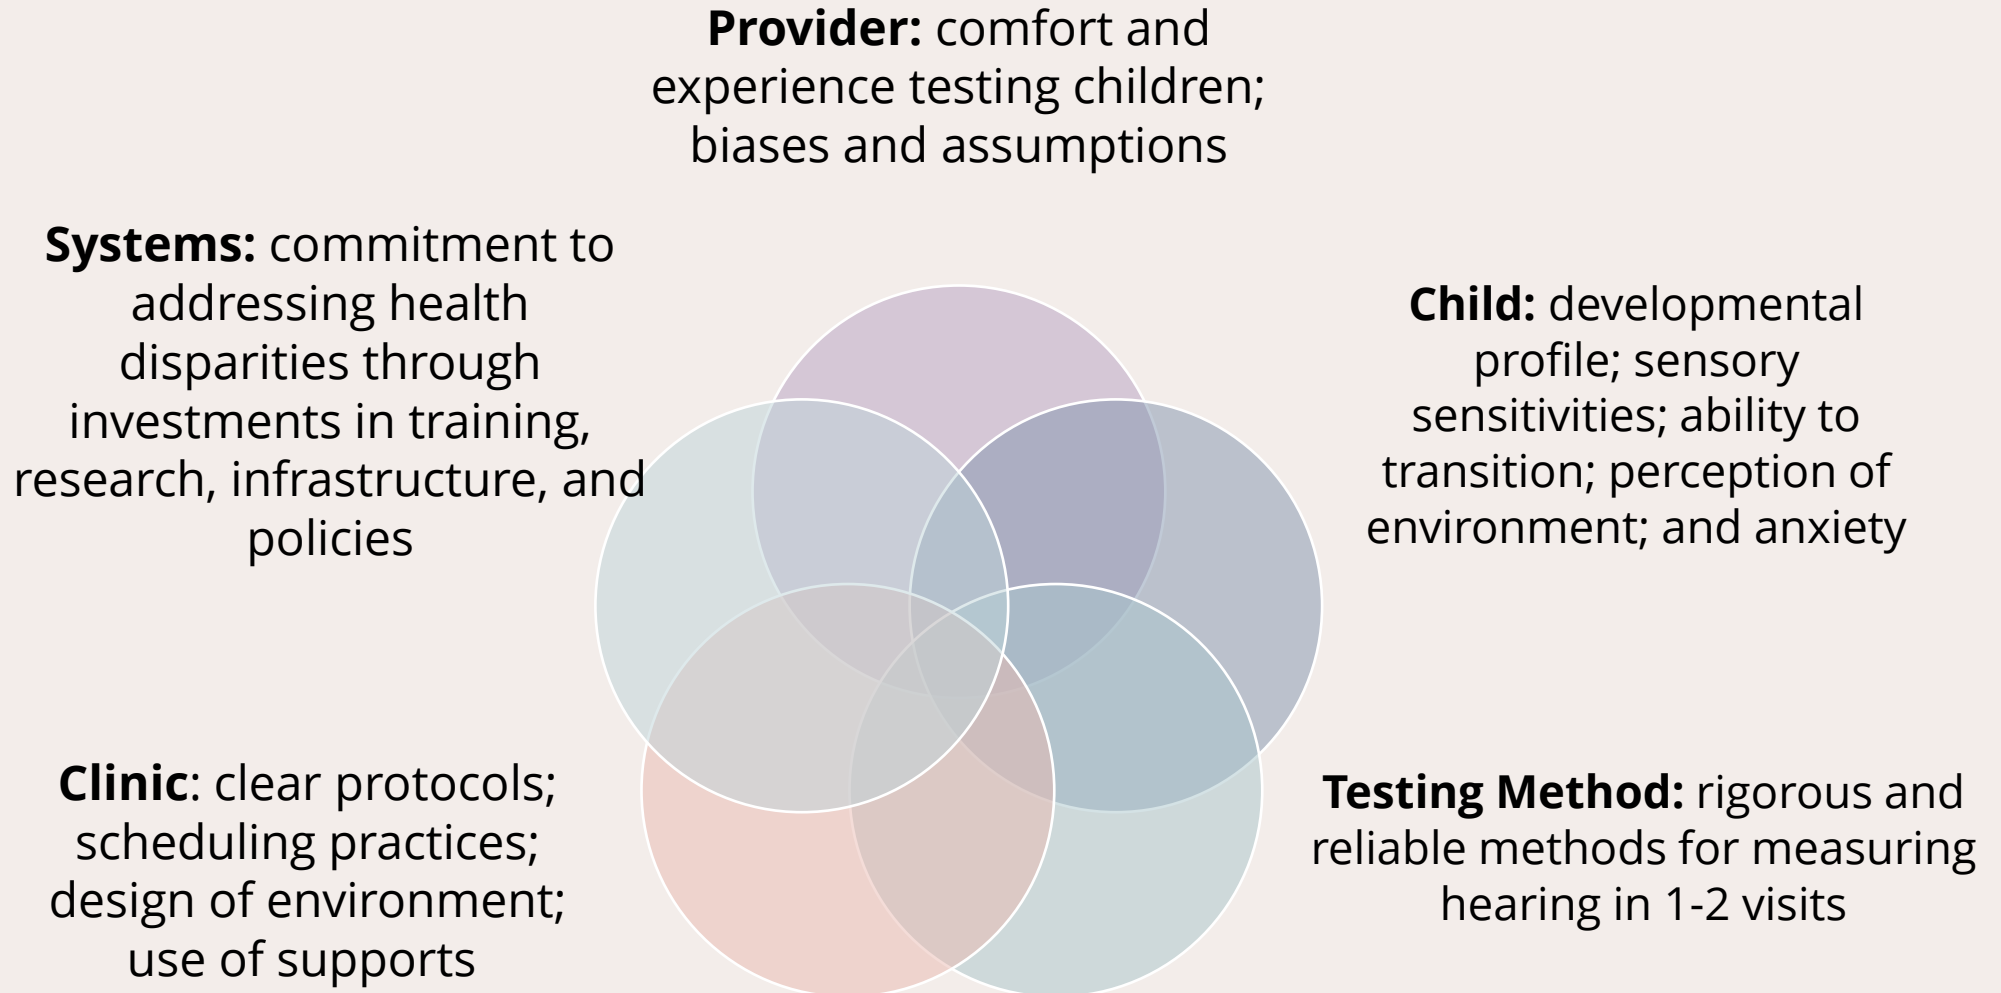 Provider: comfort and
experience testing children;
biases and assumptions
Systems: commitment to
addressing health
disparities through
investments in training,
research, infrastructure, and
policies
Child: developmental
profile; sensory
sensitivities; ability to
transition; perception of
environment; and anxiety
Clinic: clear protocols;
scheduling practices;
design of environment;
use of supports
Testing Method: rigorous and
reliable methods for measuring
hearing in 1-2 visits